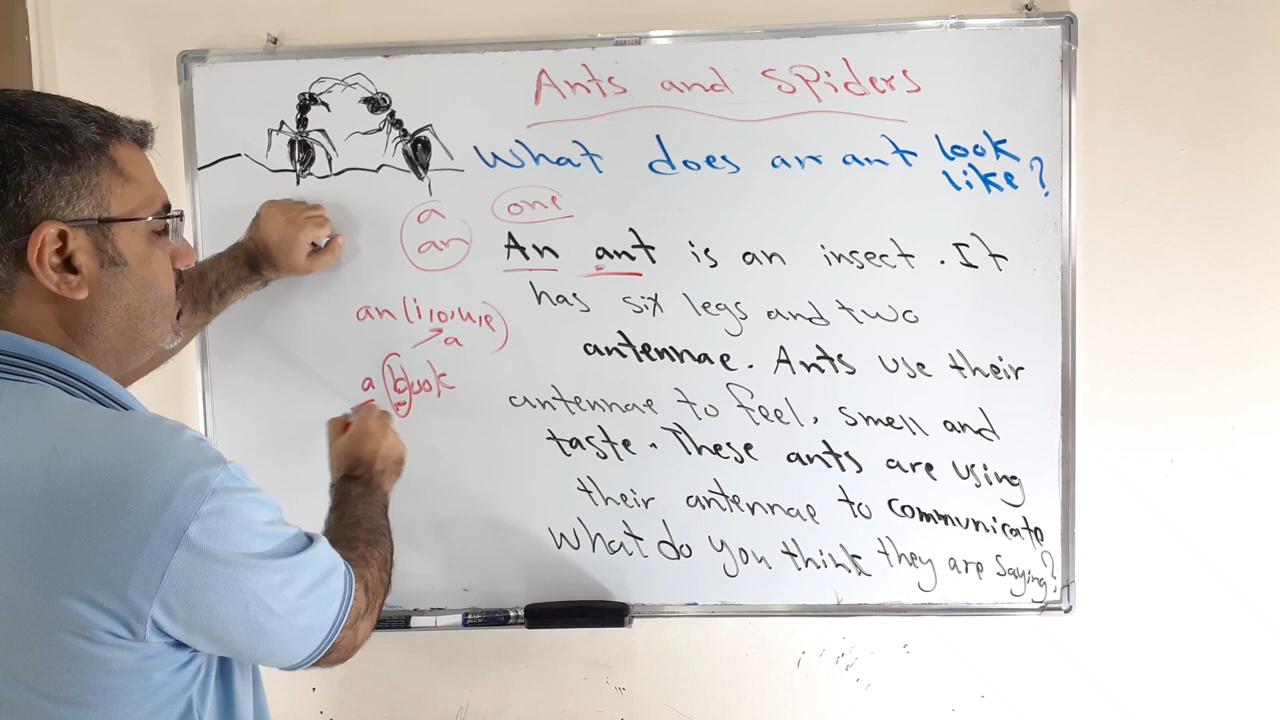 Ants and Spiders
What does an ant look like?
a
an
one
An ant is an insect. It
has six legs and two
antennae. Ants use their
antennae to feel, smell and
taste. These ants are using
their antennae to communicate
What do you think they are saying?
an (i,o,u,e)
a
a book